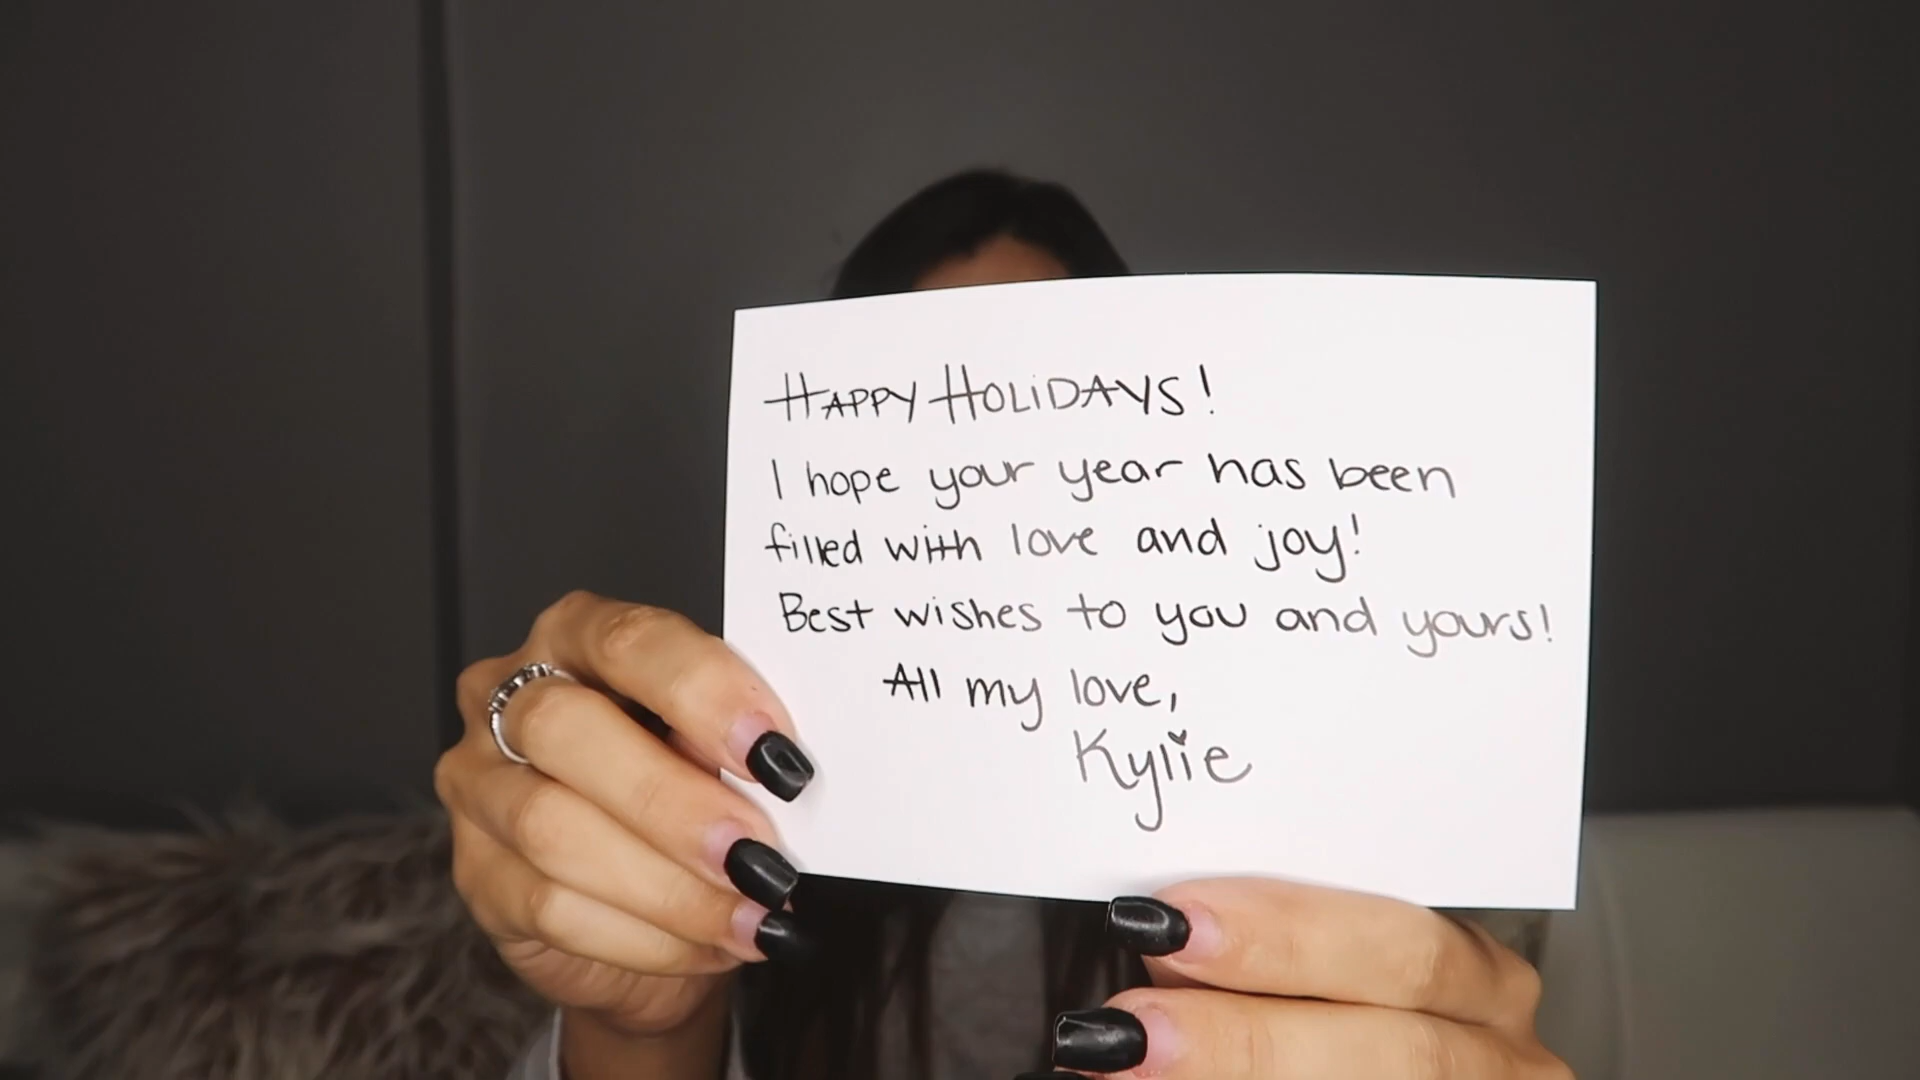 HAPPY HOLiDAYS!
I hope your year has been
filled with love and joy!
Best wishes to you and yours!
All my love,
Kylie